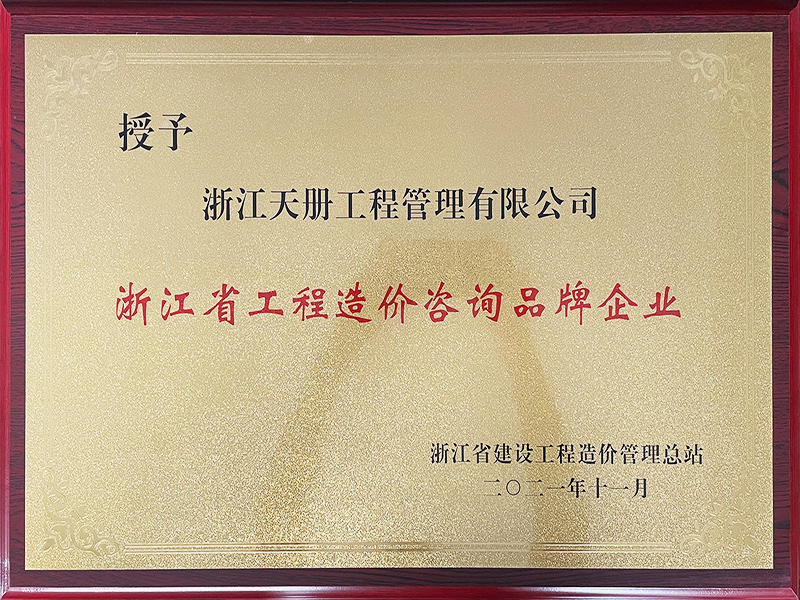 授予
浙江天册工程管理有限公司
浙江省工程造价咨询品牌企业
浙江省建设工程造价管理总站
二〇二一年十一月